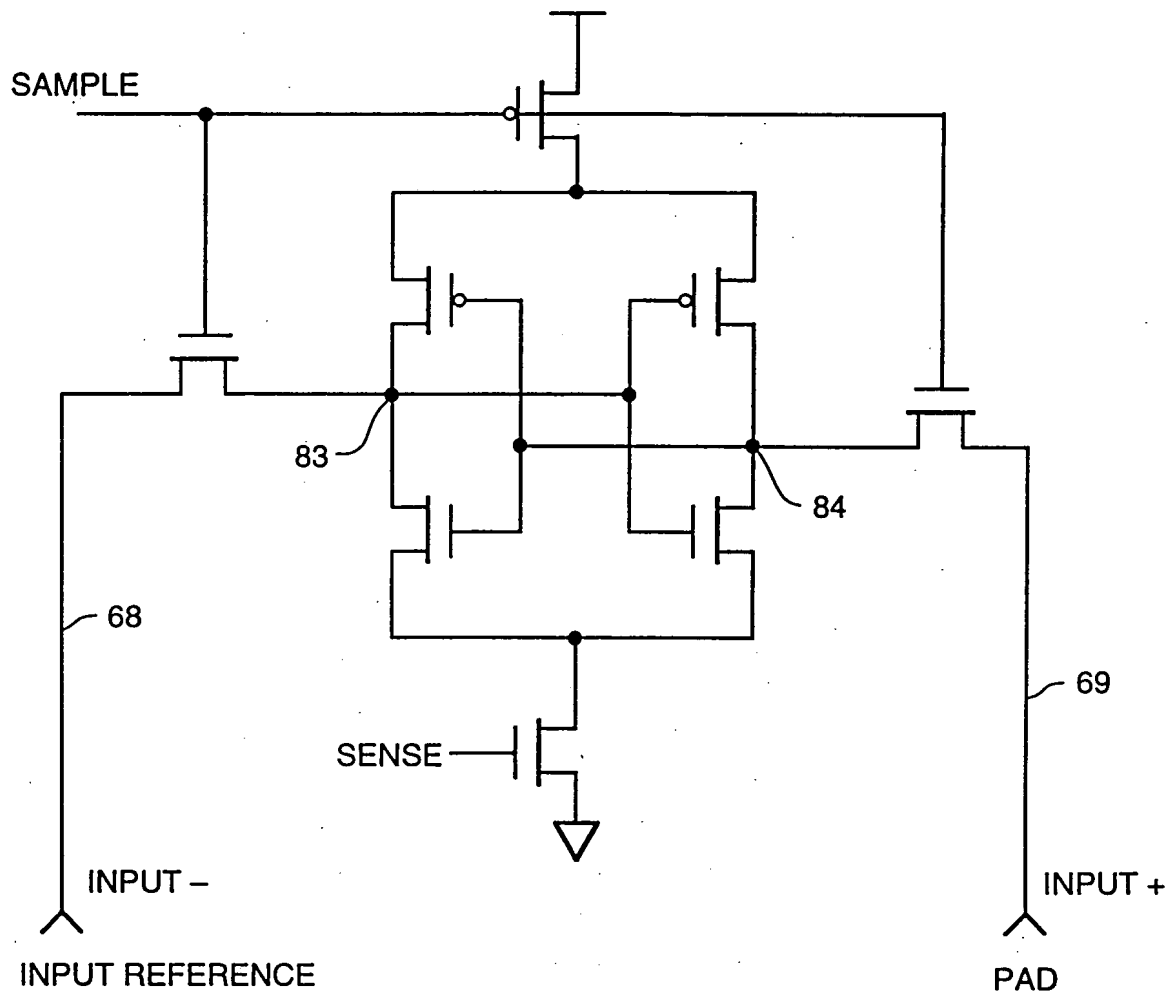 SAMPLE
83
84
68
69
SENSE
INPUT –
INPUT +
INPUT REFERENCE
PAD